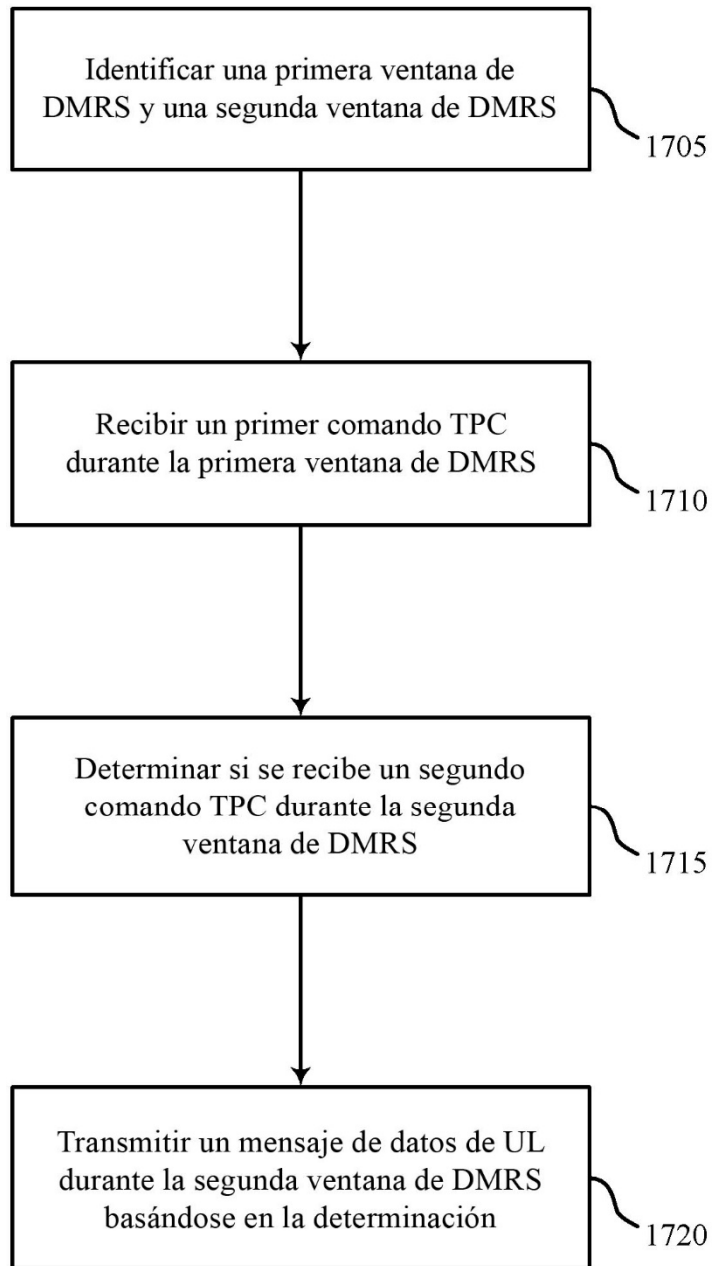 Identificar una primera ventana de
DMRS y una segunda ventana de DMRS
1705
Recibir un primer comando TPC
durante la primera ventana de DMRS
1710
Determinar si se recibe un segundo
comando TPC durante la segunda
ventana de DMRS
1715
Transmitir un mensaje de datos de UL
durante la segunda ventana de DMRS
basándose en la determinación
1720